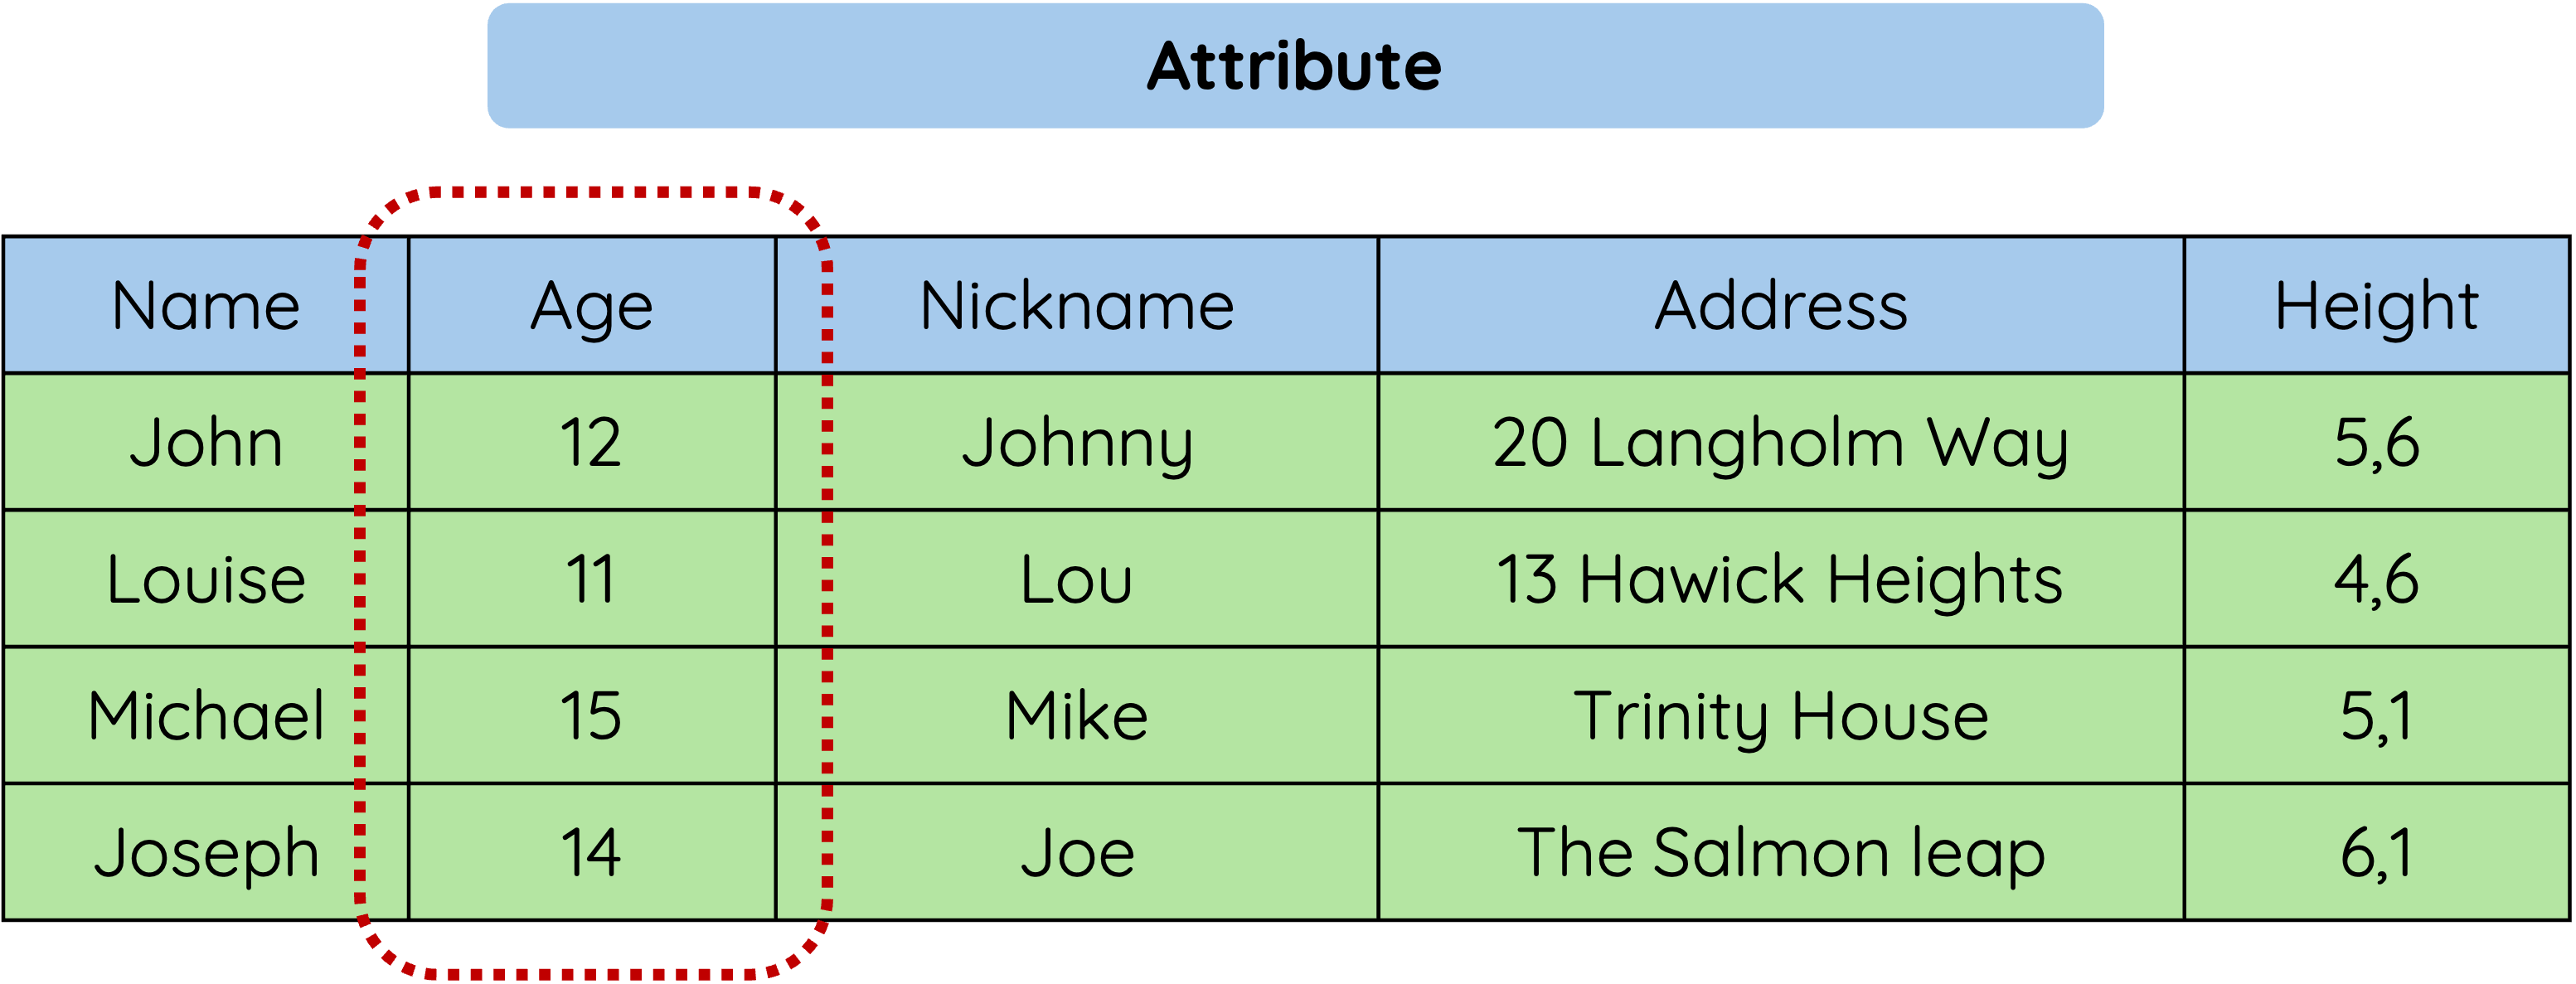 Attribute
Name Age Nickname Address Height
John 12 Johnny 20 Langholm Way 5,6
Louise 11 Lou 13 Hawick Heights 4,6
Michael 15 Mike Trinity House 5,1
Joseph 14 Joe The Salmon leap 6,1